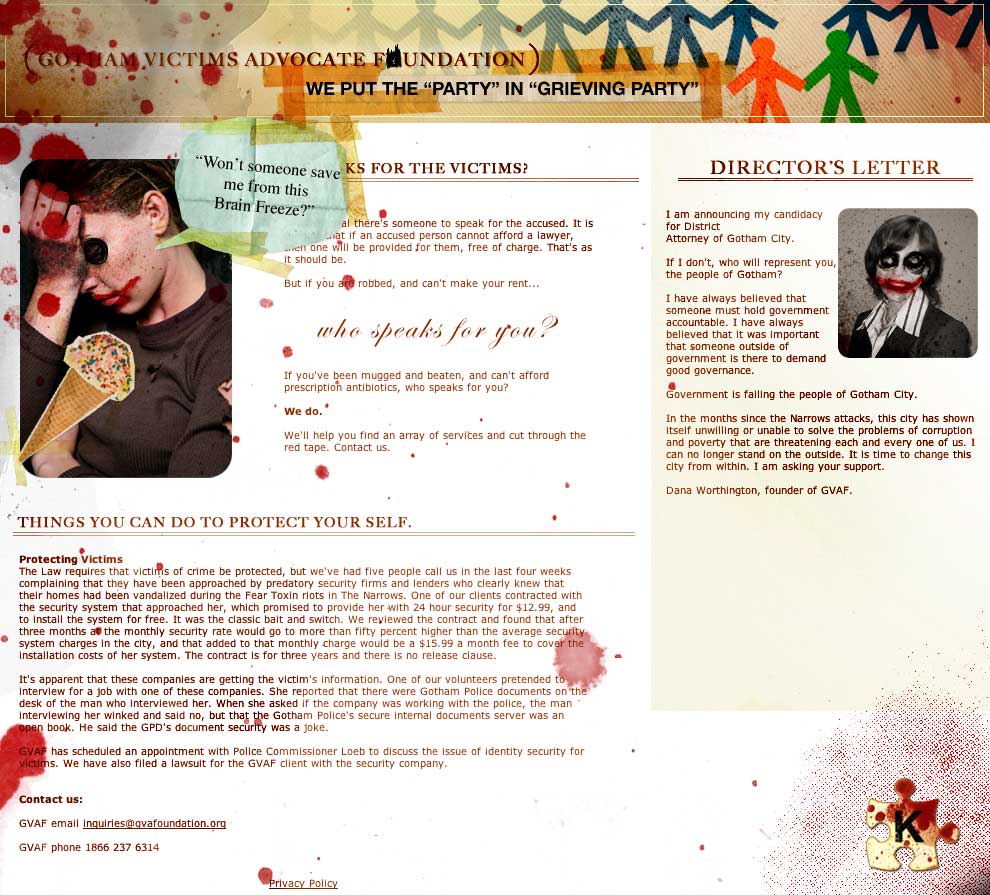 (GOTHAM VICTIMS ADVOCATE FOUNDATION)
WE PUT THE “PARTY” IN “GRIEVING PARTY”
“Won’t someone save
me from this
Brain Freeze?”
KS FOR THE VICTIMS?
al there's someone to speak for the accused. It is
that if an accused person cannot afford a lawyer,
then one will be provided for them, free of charge. That's as
it should be.
But if you are robbed, and can't make your rent...
who speaks for you?
If you've been mugged and beaten, and can't afford
prescription antibiotics, who speaks for you?
We do.
We'll help you find an array of services and cut through the
red tape. Contact us.
DIRECTOR'S LETTER
I am announcing my candidacy
for District
Attorney of Gotham City.
If I don't, who will represent you,
the people of Gotham?
I have always believed that
someone must hold government
accountable. I have always
believed that it was important
that someone outside of
government is there to demand
good governance.
Government is failing the people of Gotham City.
In the months since the Narrows attacks, this city has shown
itself unwilling or unable to solve the problems of corruption
and poverty that are threatening each and every one of us. I
can no longer stand on the outside. It is time to change this
city from within. I am asking your support.
Dana Worthington, founder of GVAF.
THINGS YOU CAN DO TO PROTECT YOUR SELF.
Protecting Victims
The Law requires that victims of crime be protected, but we've had five people call us in the last four weeks
complaining that they have been approached by predatory security firms and lenders who clearly knew that
their homes had been vandalized during the Fear Toxin riots in The Narrows. One of our clients contracted with
the security system that approached her, which promised to provide her with 24 hour security for $12.99, and
to install the system for free. It was the classic bait and switch. We reviewed the contract and found that after
three months at the monthly security rate would go to more than fifty percent higher than the average security
system charges in the city, and that added to that monthly charge would be a $15.99 a month fee to cover the
installation costs of her system. The contract is for three years and there is no release clause.
It's apparent that these companies are getting the victim's information. One of our volunteers pretended to
interview for a job with one of these companies. She reported that there were Gotham Police documents on the
desk of the man who interviewed her. When she asked if the company was working with the police, the man
interviewing her winked and said no, but that the Gotham Police's secure internal documents server was an
open book. He said the GPD's document security was a joke.
GVAF has scheduled an appointment with Police Commissioner Loeb to discuss the issue of identity security for
victims. We have also filed a lawsuit for the GVAF client with the security company.
Contact us:
GVAF email inquiries@gvafoundation.org
GVAF phone 1866 237 6314
Privacy Policy
K